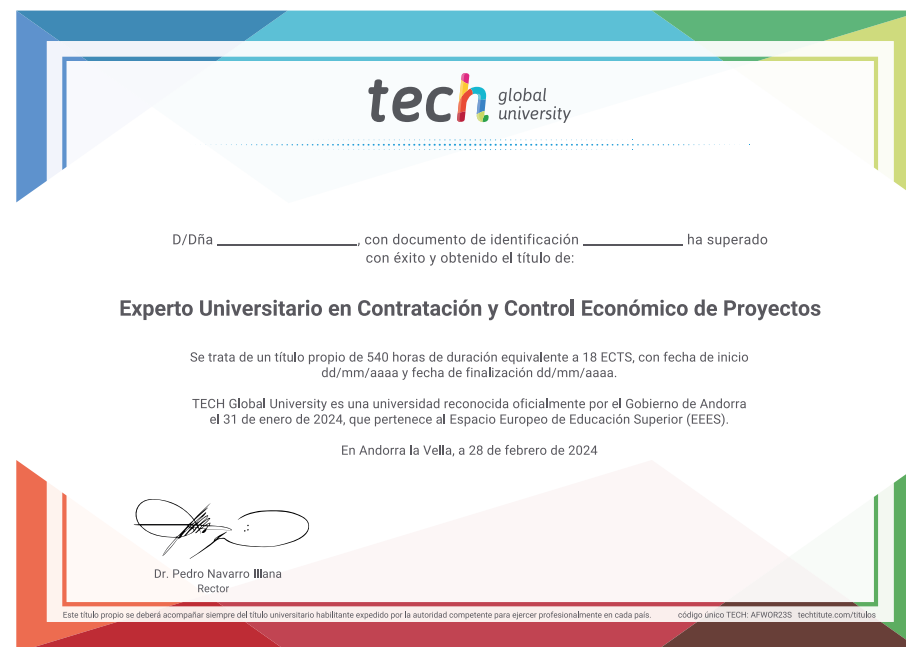 tech global university
D/Dña ________________, con documento de identificación ____________ ha superado
con éxito y obtenido el título de:
Experto Universitario en Contratación y Control Económico de Proyectos
Se trata de un título propio de 540 horas de duración equivalente a 18 ECTS, con fecha de inicio
dd/mm/aaaa y fecha de finalización dd/mm/aaaa.
TECH Global University es una universidad reconocida oficialmente por el Gobierno de Andorra
el 31 de enero de 2024, que pertenece al Espacio Europeo de Educación Superior (EEES).
En Andorra la Vella, a 28 de febrero de 2024
Dr. Pedro Navarro Illana
Rector
Este título propio se deberá acompañar siempre del título universitario habilitante expedido por la autoridad competente para ejercer profesionalmente en cada país. código único TECH: AFWOR23S techtitute.com/titulos